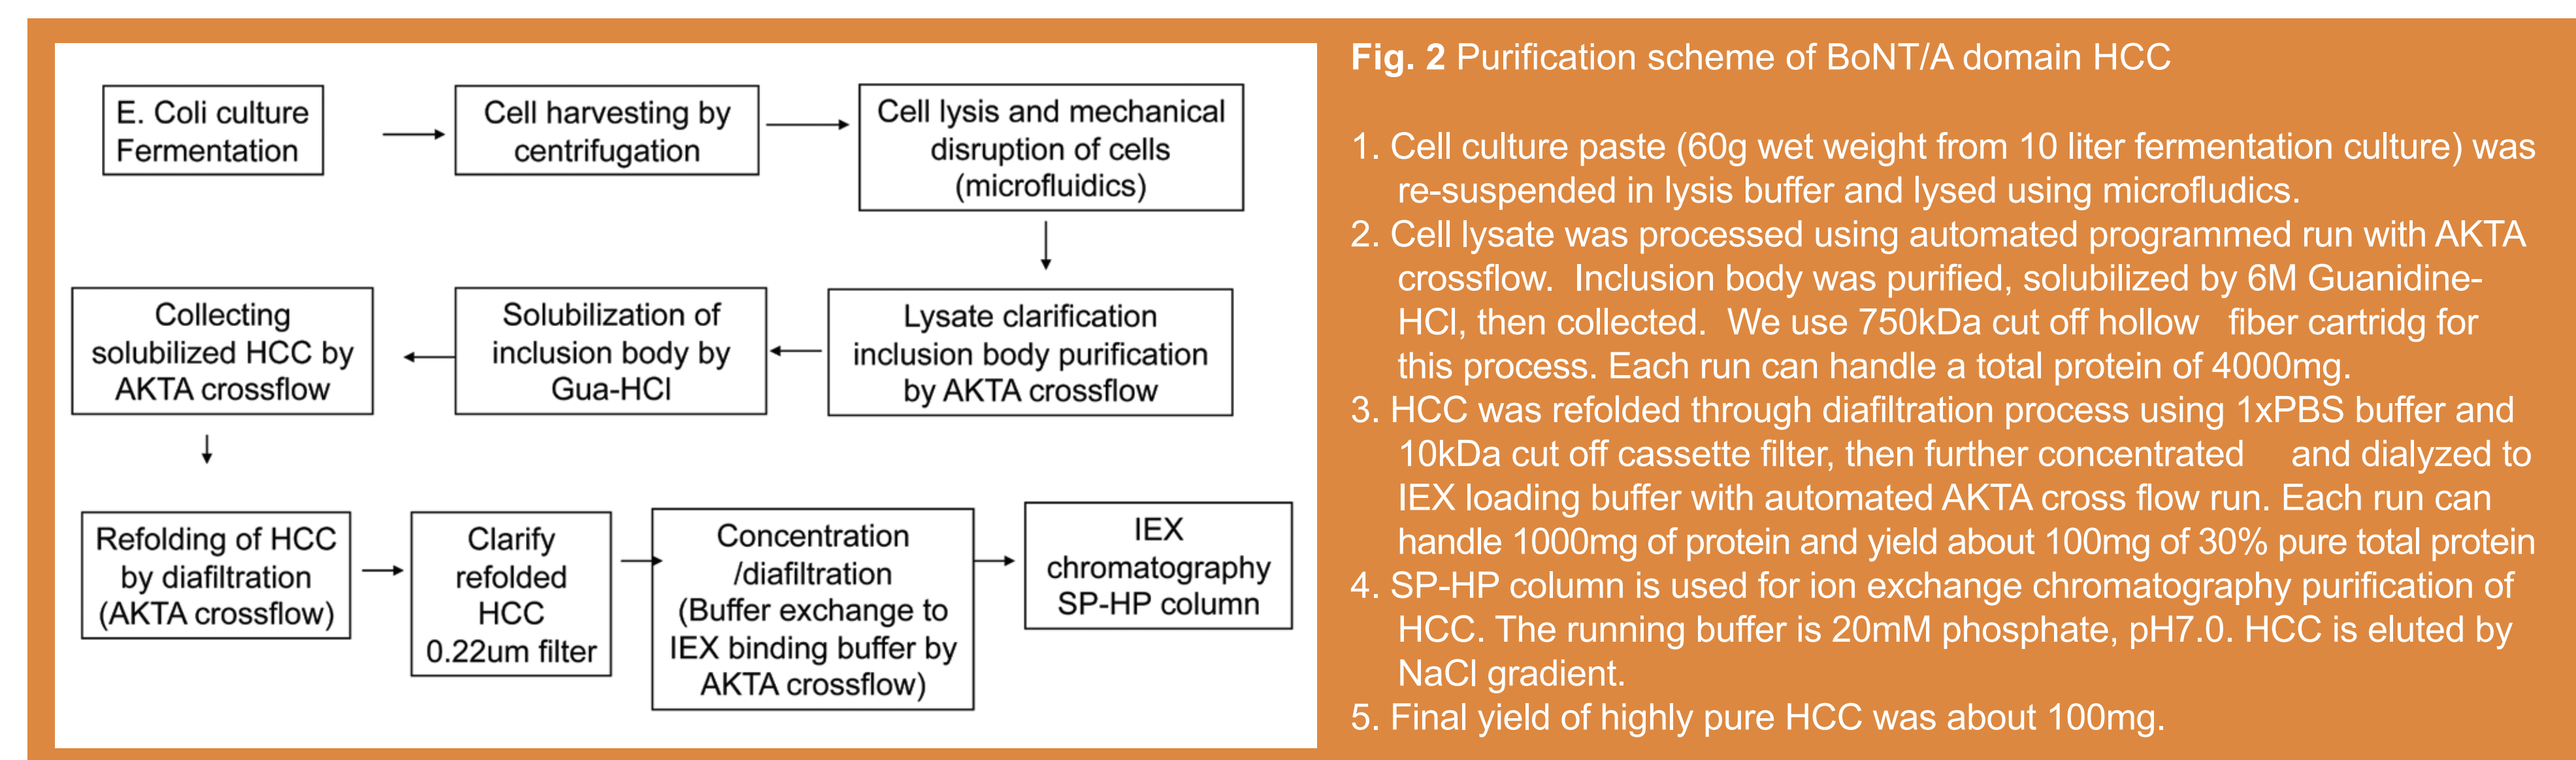 E. Coli culture
Fermentation
Cell harvesting by
centrifugation
Cell lysis and mechanical
disruption of cells
(microfluidics)
Lysate clarification
inclusion body purification
by AKTA crossflow
Solubilization of
inclusion body by
Gua-HCl
Collecting
solubilized HCC by
AKTA crossflow
Refolding of HCC
by diafiltration
(AKTA crossflow)
Clarify
refolded
HCC
0.22um filter
Concentration
/diafiltration
(Buffer exchange to
IEX binding buffer by
AKTA crossflow)
IEX
chromatography
SP-HP column
Fig. 2 Purification scheme of BoNT/A domain HCC
1. Cell culture paste (60g wet weight from 10 liter fermentation culture) was
re-suspended in lysis buffer and lysed using microfludics.
2. Cell lysate was processed using automated programmed run with AKTA
crossflow.  Inclusion body was purified, solubilized by 6M Guanidine-
HCl, then collected.  We use 750kDa cut off hollow   fiber cartridg for
this process. Each run can handle a total protein of 4000mg.
3. HCC was refolded through diafiltration process using 1xPBS buffer and
10kDa cut off cassette filter, then further concentrated     and dialyzed to
IEX loading buffer with automated AKTA cross flow run. Each run can
handle 1000mg of protein and yield about 100mg of 30% pure total protein
4. SP-HP column is used for ion exchange chromatography purification of
HCC. The running buffer is 20mM phosphate, pH7.0. HCC is eluted by
NaCl gradient.
5. Final yield of highly pure HCC was about 100mg.